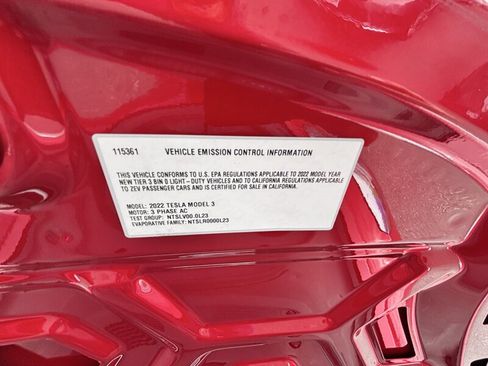 115361 VEHICLE EMISSION CONTROL INFORMATION
THIS VEHICLE CONFORMS TO U.S. EPA REGULATIONS APPLICABLE TO 2022 MODEL YEAR
NEW TIER 3 BIN 0 LIGHT-DUTY VEHICLES AND TO CALIFORNIA REGULATIONS APPLICABLE
TO ZEV PASSENGER CARS AND IS CERTIFIED FOR SALE IN CALIFORNIA.
MODEL: 2022 TESLA MODEL 3
MOTOR: 3 PHASE AC
TEST GROUP: NTSLV00.0L23
EVAPORATIVE FAMILY: NTSLR0000L23